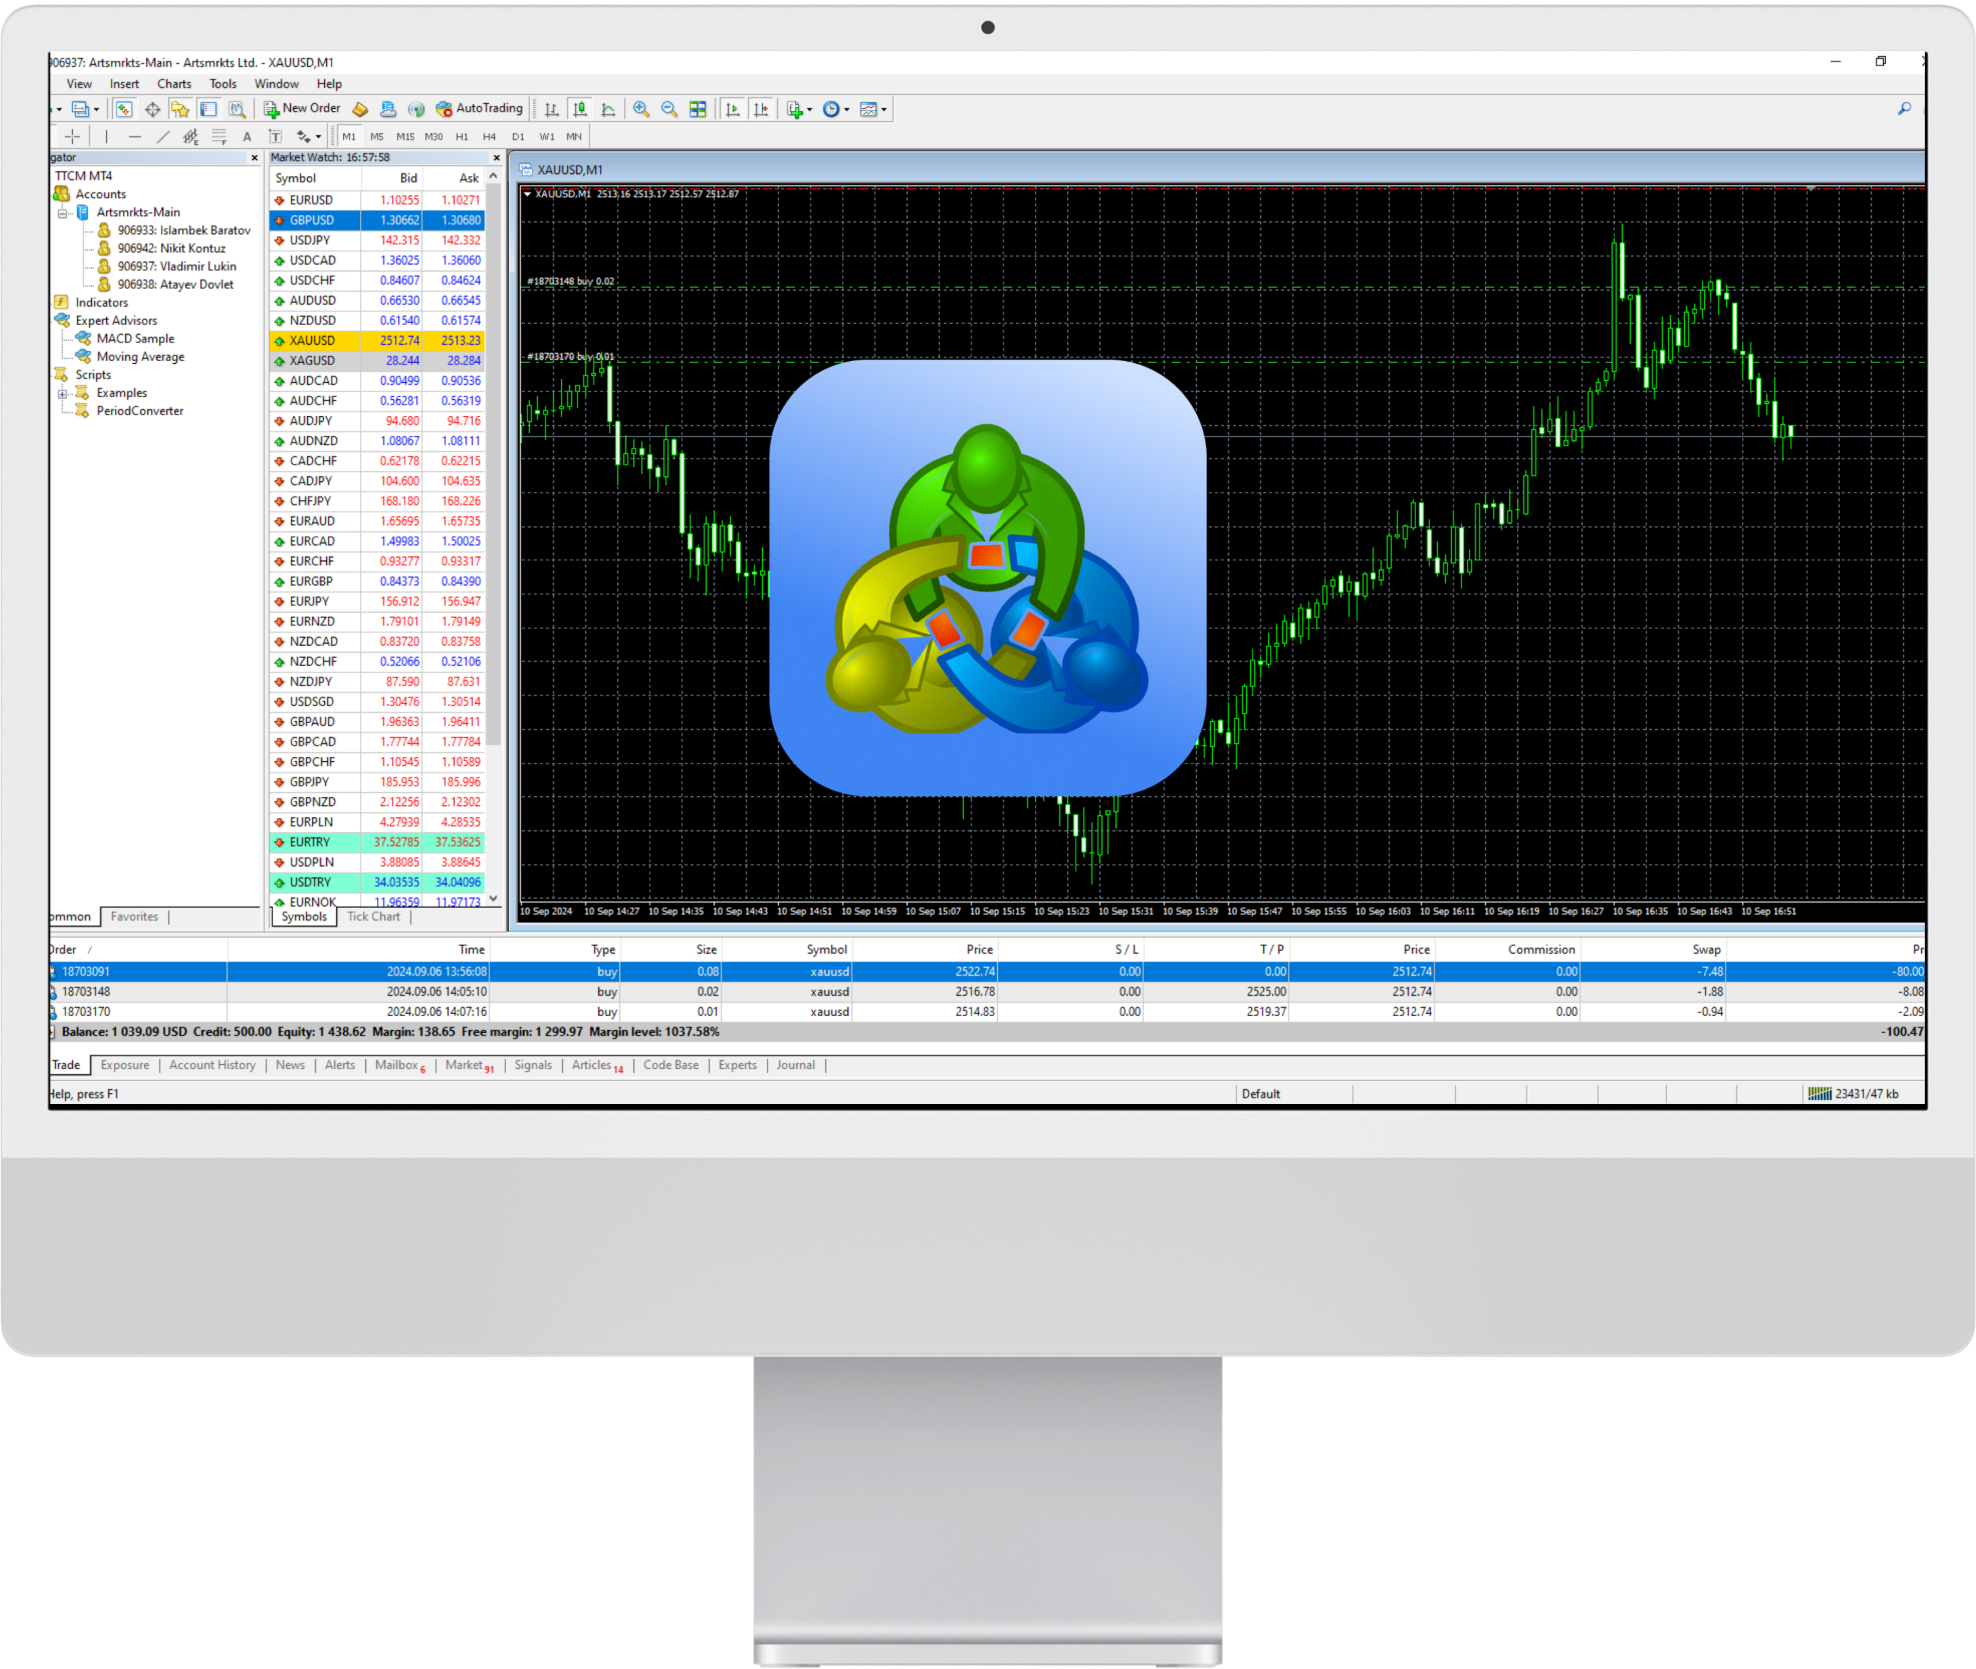 906937: Artsmrkts-Main - Artsmrkts Ltd. - XAUUSD,M1
View Insert Charts Tools Window Help
New Order AutoTrading
A T M1 M5 M15 M30 H1 H4 D1 W1 MN
gator
TTCM MT4
Accounts
Artsmrkts-Main
906933: Islambek Baratov
906942: Nikit Kontuz
906937: Vladimir Lukin
906938: Atayev Dovlet
Indicators
Expert Advisors
MACD Sample
Moving Average
Scripts
Examples
PeriodConverter
ommon Favorites
Market Watch: 16:57:58
Symbol Bid Ask
EURUSD 1.10255 1.10271
GBPUSD 1.30662 1.30680
USDJPY 142.315 142.332
USDCAD 1.36025 1.36060
USDCHF 0.84607 0.84624
AUDUSD 0.66530 0.66545
NZDUSD 0.61540 0.61574
XAUUSD 2512.74 2513.23
XAGUSD 28.244 28.284
AUDCAD 0.90499 0.90536
AUDCHF 0.56281 0.56319
AUDJPY 94.680 94.716
AUDNZD 1.08067 1.08111
CADCHF 0.62178 0.62215
CADJPY 104.600 104.635
CHFJPY 168.180 168.226
EURAUD 1.65695 1.65735
EURCAD 1.49983 1.50025
EURCHF 0.93277 0.93317
EURGBP 0.84373 0.84390
EURJPY 156.912 156.947
EURNZD 1.79101 1.79149
NZDCAD 0.83720 0.83758
NZDCHF 0.52066 0.52106
NZDJPY 87.590 87.631
USDSGD 1.30476 1.30514
GBPAUD 1.96363 1.96411
GBPCAD 1.77744 1.77784
GBPCHF 1.10545 1.10589
GBPJPY 185.953 185.996
GBPNZD 2.12256 2.12302
EURPLN 4.27939 4.28535
EURTRY 37.52785 37.53625
USDPLN 3.88085 3.88645
USDTRY 34.03535 34.04096
EURNOK 11.96359 11.97173
Symbols Tick Chart
XAUUSD,M1
XAUUSD,M1 2513.16 2513.17 2512.57 2512.87
#18703148 buy 0.02
#18703170 buy 0.01
10 Sep 2024 10 Sep 14:27 10 Sep 14:35 10 Sep 14:43 10 Sep 14:51 10 Sep 14:59 10 Sep 15:07 10 Sep 15:15 10 Sep 15:23 10 Sep 15:31 10 Sep 15:39 10 Sep 15:47 10 Sep 15:55 10 Sep 16:03 10 Sep 16:11 10 Sep 16:19 10 Sep 16:27 10 Sep 16:35 10 Sep 16:43 10 Sep 16:51
Order / Time Type Size Symbol Price S / L T / P Price Commission Swap Pr
18703091 2024.09.06 13:56:08 buy 0.08 xauusd 2522.74 0.00 0.00 2512.74 0.00 -7.48 -80.00
18703148 2024.09.06 14:05:10 buy 0.02 xauusd 2516.78 0.00 2525.00 2512.74 0.00 -1.88 -8.08
18703170 2024.09.06 14:07:16 buy 0.01 xauusd 2514.83 0.00 2519.37 2512.74 0.00 -0.94 -2.09
Balance: 1 039.09 USD Credit: 500.00 Equity: 1 438.62 Margin: 138.65 Free margin: 1 299.97 Margin level: 1037.58% -100.47
Trade Exposure Account History News Alerts Mailbox 6 Market 91 Signals Articles 14 Code Base Experts Journal
Help, press F1 Default 23431/47 kb